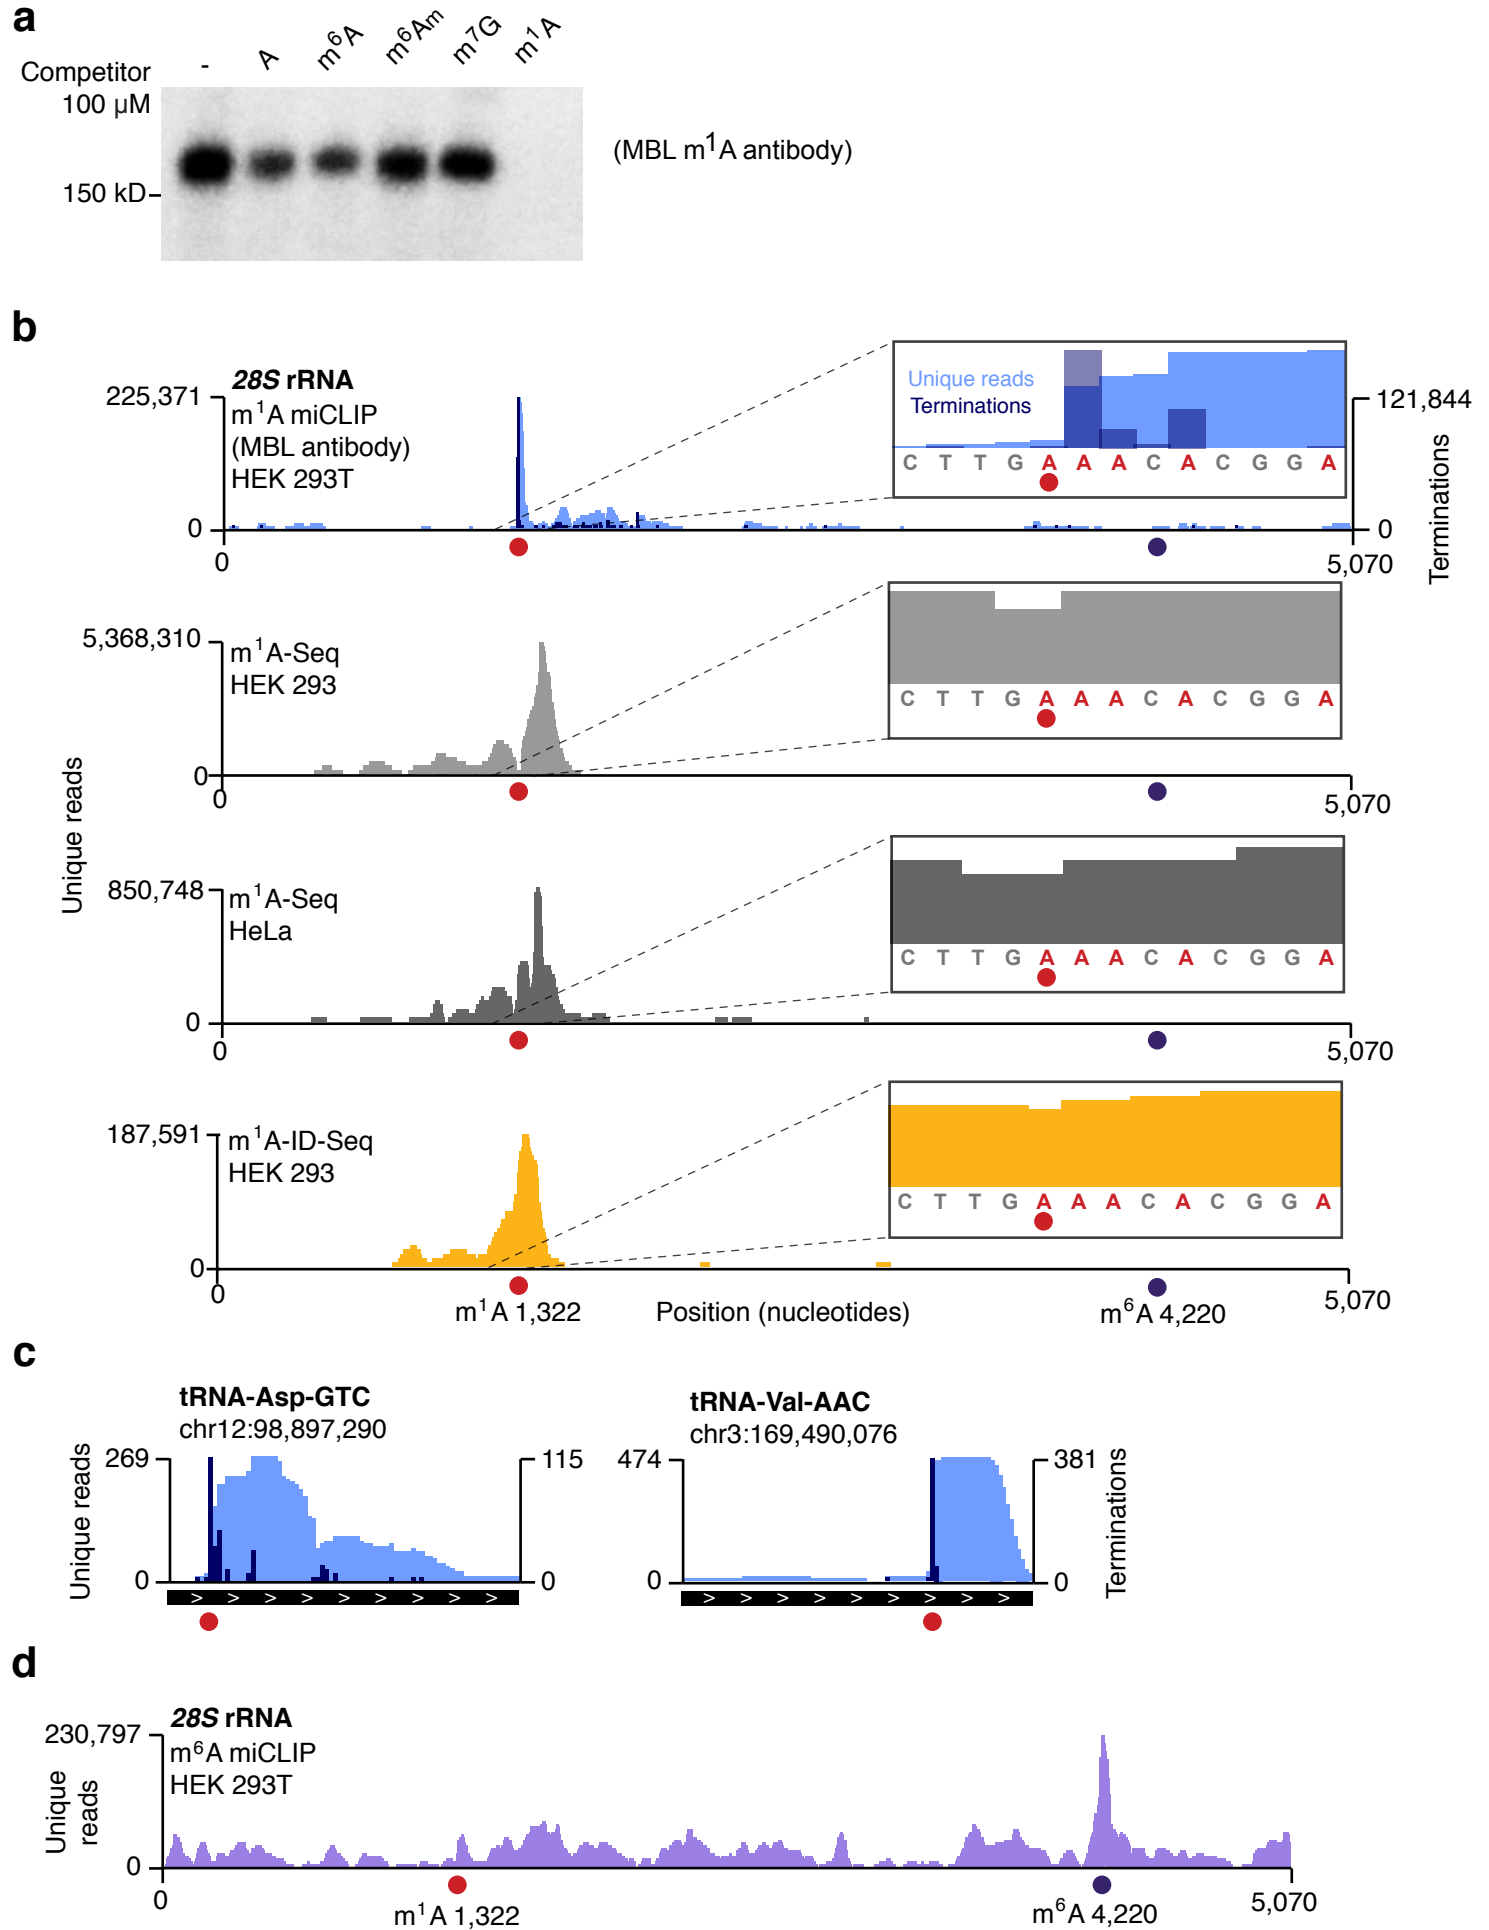 a
Competitor
100 µM
- A m⁶A m⁶Am m⁷G m¹A
150 kD
(MBL m¹A antibody)
b
225,371
28S rRNA
m¹A miCLIP
(MBL antibody)
HEK 293T
0
0
5,070
Unique reads
Terminations
C T T G A A A C A C G G A
121,844
0
Terminations
5,368,310
m¹A-Seq
HEK 293
0
0
5,070
C T T G A A A C A C G G A
Unique reads
850,748
m¹A-Seq
HeLa
0
0
5,070
C T T G A A A C A C G G A
187,591
m¹A-ID-Seq
HEK 293
0
0
5,070
C T T G A A A C A C G G A
m¹A 1,322
Position (nucleotides)
m⁶A 4,220
c
tRNA-Asp-GTC
chr12:98,897,290
Unique reads
269
0
115
0
> > > > > > > > >
tRNA-Val-AAC
chr3:169,490,076
474
0
381
0
Terminations
> > > > > > > > >
d
28S rRNA
m⁶A miCLIP
HEK 293T
230,797
0
Unique
reads
0
5,070
m¹A 1,322
m⁶A 4,220